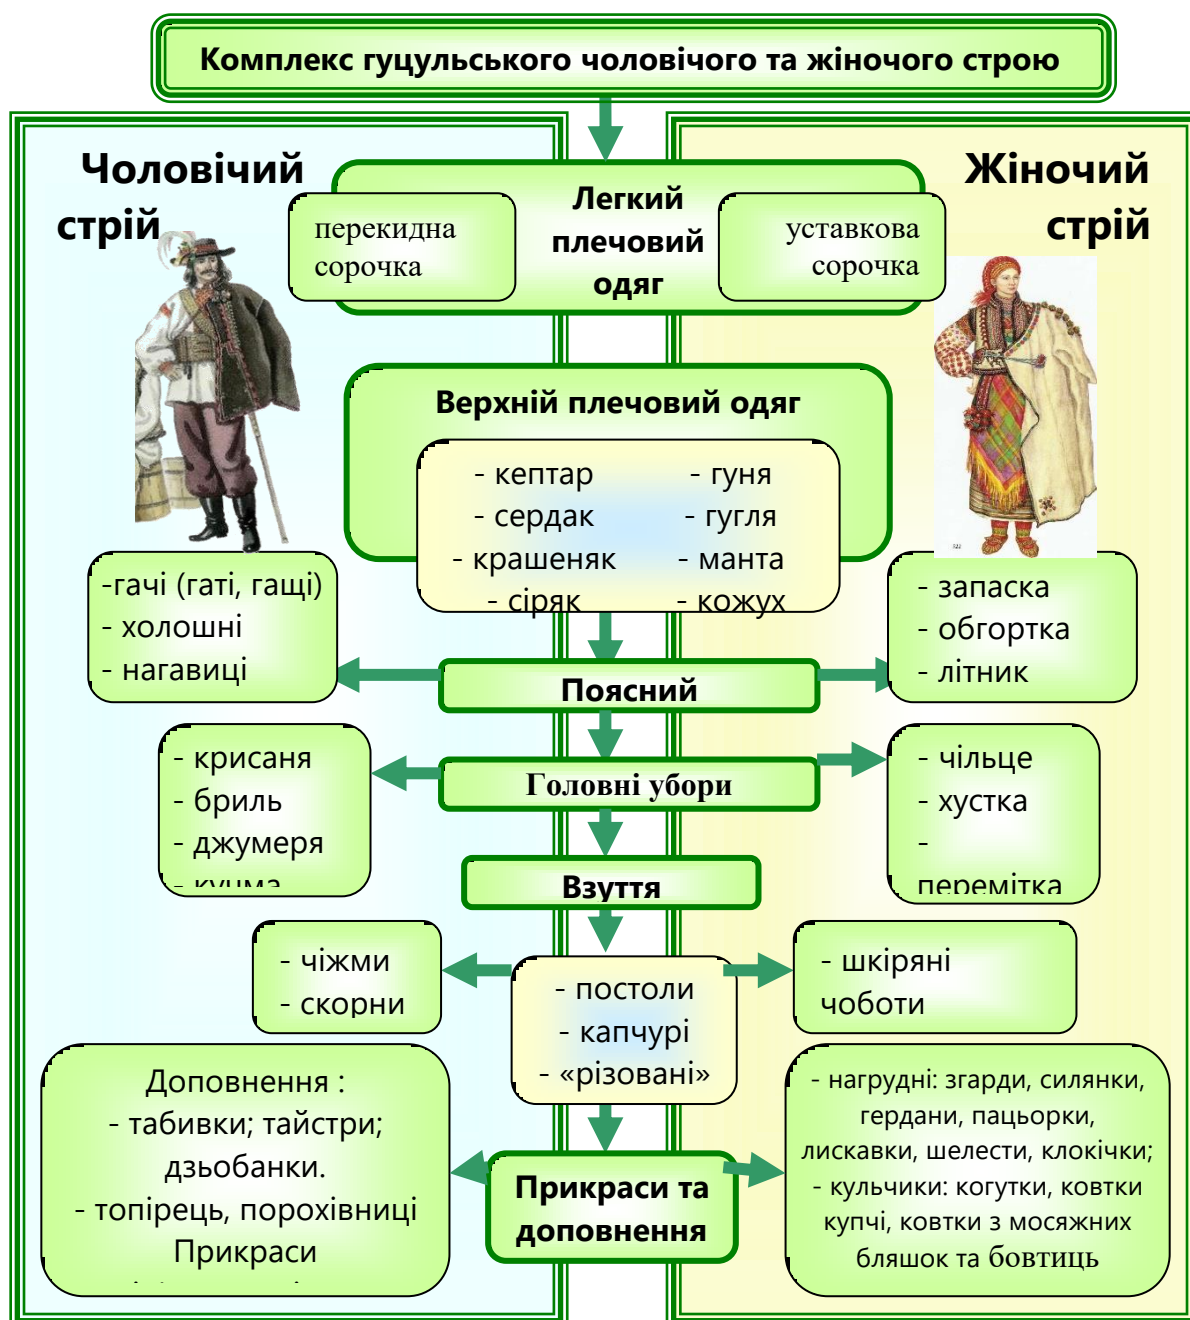 Комплекс гуцульського чоловічого та жіночого строю
Чоловічий
стрій
Жіночий
стрій
Легкий
плечовий
одяг
перекидна
сорочка
уставкова
сорочка
Верхній плечовий одяг
- кептар
- сердак
- крашеняк
- сіряк
- гуня
- гугля
- манта
- кожух
Поясний
-гачі (гаті, гащі)
- холошні
- нагавиці
- запаска
- обгортка
- літник
Головні убори
- крисаня
- бриль
- джумеря
- кучма
- чільце
- хустка
-
перемітка
Взуття
- чіжми
- скорни
- постоли
- капчурі
- «різовані»
- шкіряні
чоботи
Прикраси та
доповнення
Доповнення :
- табивки; тайстри;
дзьобанки.
- топірець, порохівниці
Прикраси
- нагрудні: згарди, силянки,
гердани, пацьорки,
лискавки, шелести, клокічки;
- кульчики: когутки, ковтки
купчі, ковтки з мосяжних
бляшок та бовтиць